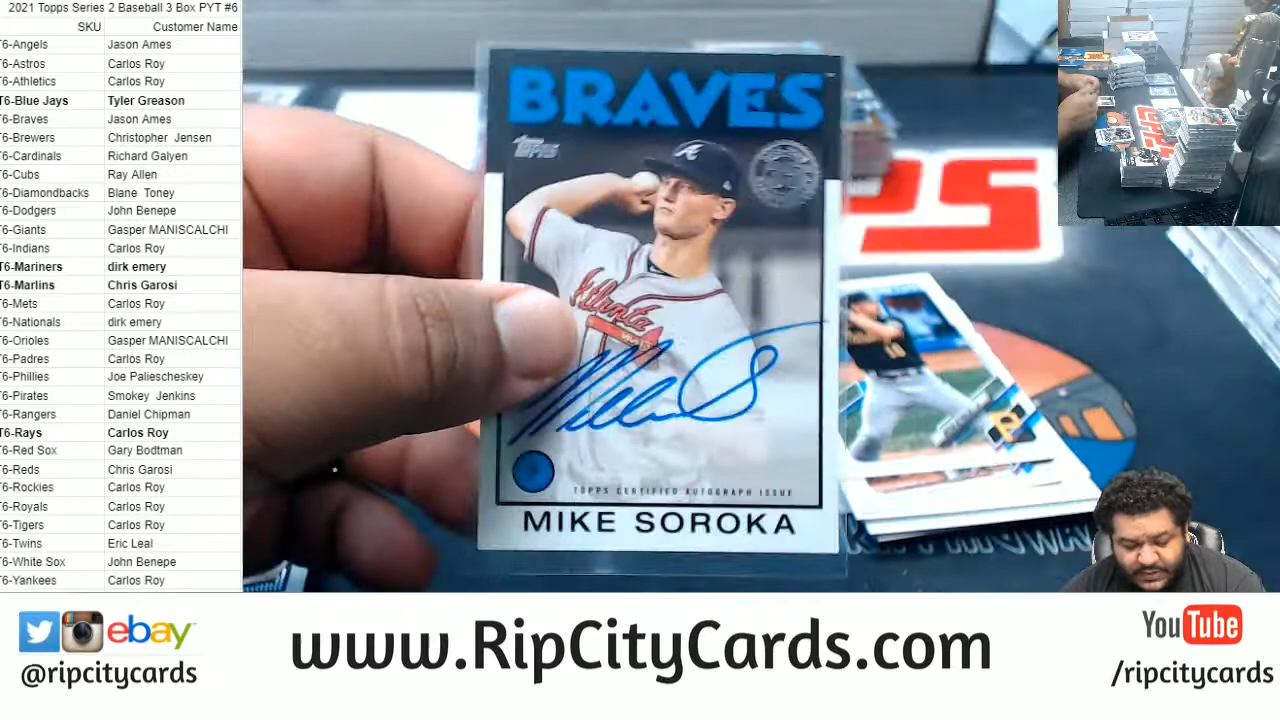 2021 Topps Series 2 Baseball 3 Box PYT #6
SKU Customer Name
T6-Angels Jason Ames
T6-Astros Carlos Roy
T6-Athletics Carlos Roy
T6-Blue Jays Tyler Greason
T6-Braves Jason Ames
T6-Brewers Christopher Jensen
T6-Cardinals Richard Galyen
T6-Cubs Ray Allen
T6-Diamondbacks Blane Toney
T6-Dodgers John Benepe
T6-Giants Gasper MANISCALCHI
T6-Indians Carlos Roy
T6-Mariners dirk emery
T6-Marlins Chris Garosi
T6-Mets Carlos Roy
T6-Nationals dirk emery
T6-Orioles Gasper MANISCALCHI
T6-Padres Carlos Roy
T6-Phillies Joe Paliescheskey
T6-Pirates Smokey Jenkins
T6-Rangers Daniel Chipman
T6-Rays Carlos Roy
T6-Red Sox Gary Bodtman
T6-Reds Chris Garosi
T6-Rockies Carlos Roy
T6-Royals Carlos Roy
T6-Tigers Carlos Roy
T6-Twins Eric Leal
T6-White Sox John Benepe
T6-Yankees Carlos Roy
BRAVES
Topps
A
Atlanta
TOPPS CERTIFIED AUTOGRAPH ISSUE
MIKE SOROKA
ebay
@ripcitycards
www.RipCityCards.com
YouTube
/ripcitycards